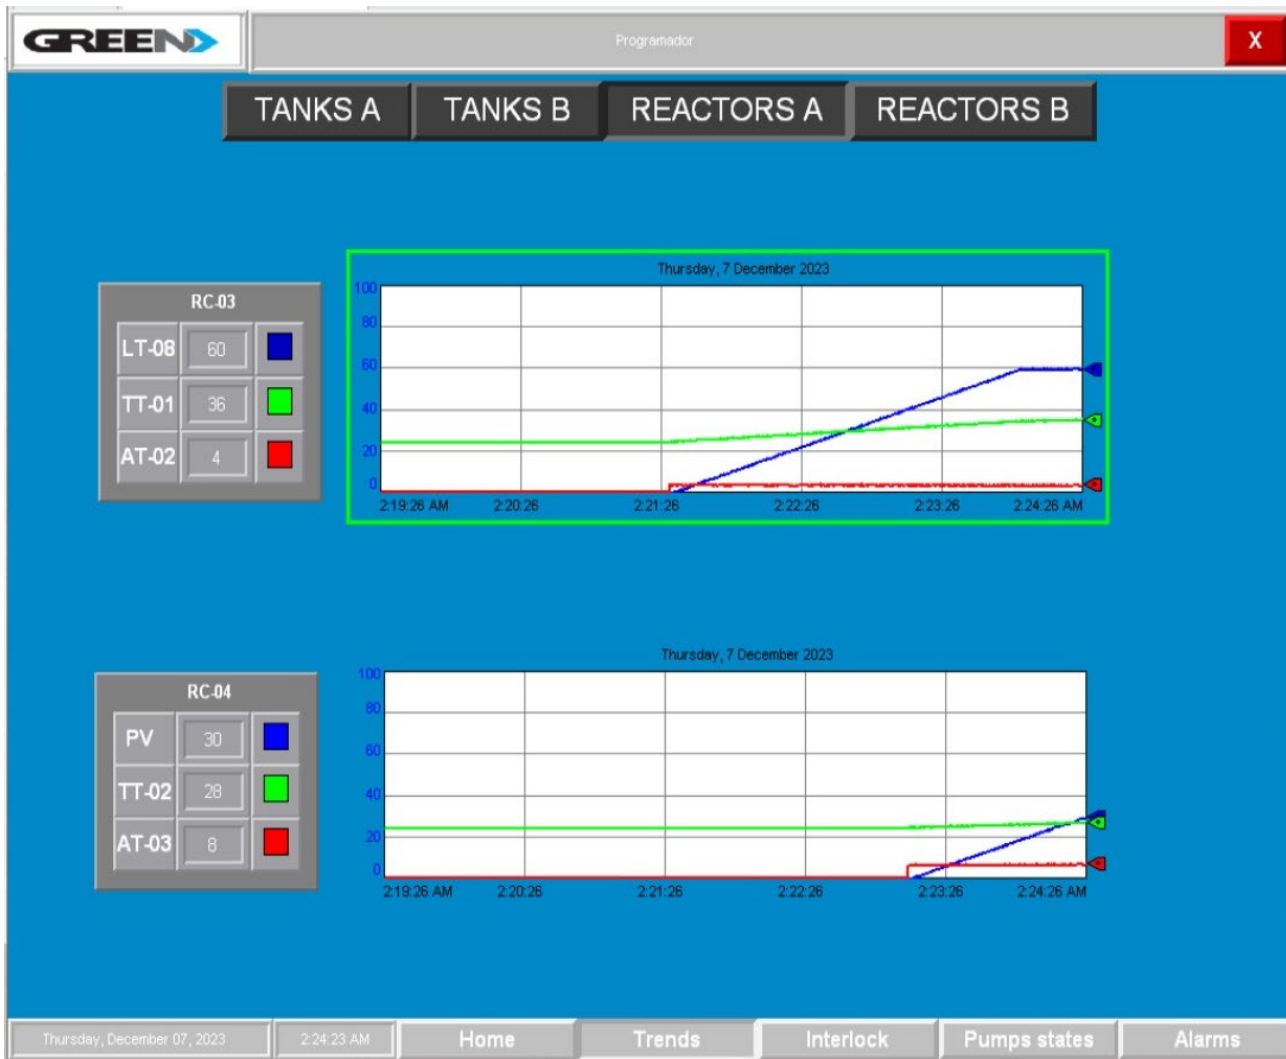 GREEN
Programador
X
TANKS A TANKS B REACTORS A REACTORS B
Thursday, 7 December 2023
RC-03
LT-08 60
TT-01 36
AT-02 4
100
80
60
40
20
0
2:19:26 AM 2:20:26 2:21:26 2:22:26 2:23:26 2:24:26 AM
Thursday, 7 December 2023
RC-04
PV 30
TT-02 28
AT-03 8
100
80
60
40
20
0
2:19:26 AM 2:20:26 2:21:26 2:22:26 2:23:26 2:24:26 AM
Thursday, December 07, 2023 2:24:23 AM Home Trends Interlock Pumps states Alarms